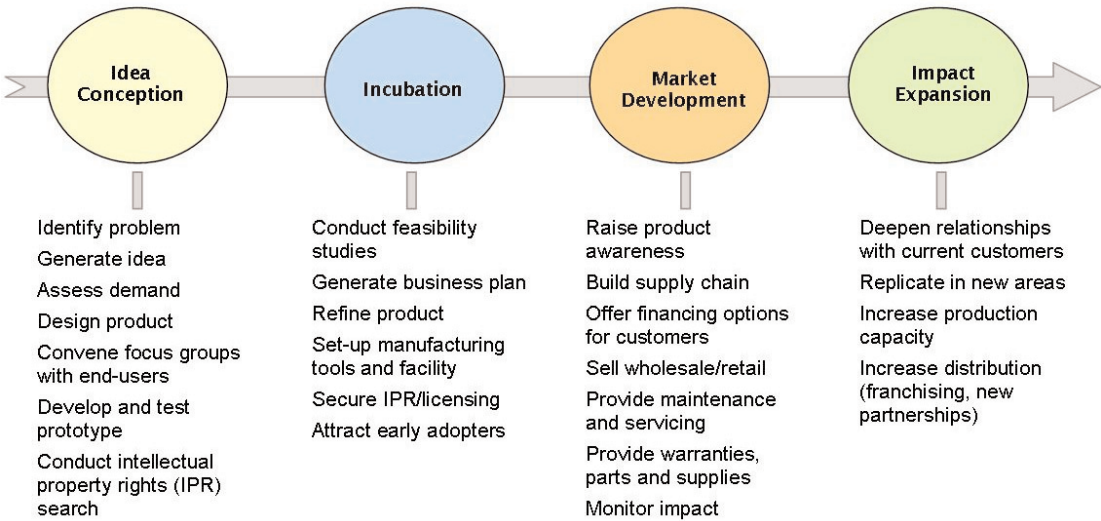 Idea
Conception
Incubation
Market
Development
Impact
Expansion
Identify problem
Generate idea
Assess demand
Design product
Convene focus groups
with end-users
Develop and test
prototype
Conduct intellectual
property rights (IPR)
search
Conduct feasibility
studies
Generate business plan
Refine product
Set-up manufacturing
tools and facility
Secure IPR/licensing
Attract early adopters
Raise product
awareness
Build supply chain
Offer financing options
for customers
Sell wholesale/retail
Provide maintenance
and servicing
Provide warranties,
parts and supplies
Monitor impact
Deepen relationships
with current customers
Replicate in new areas
Increase production
capacity
Increase distribution
(franchising, new
partnerships)